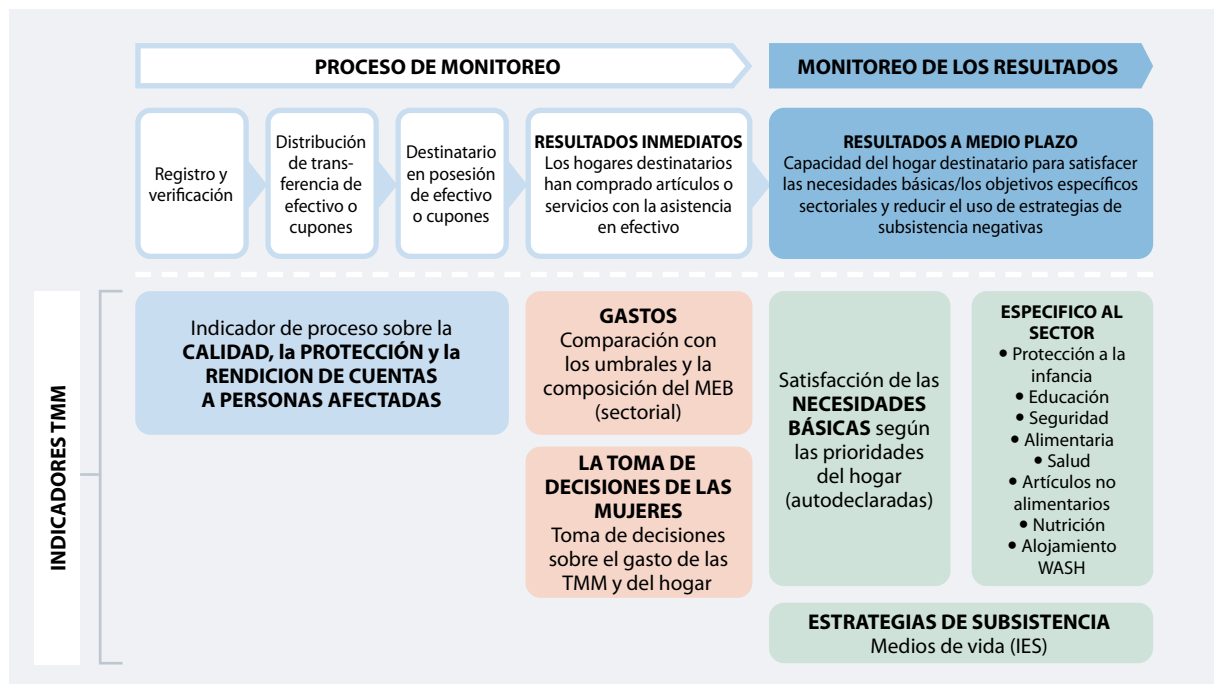 PROCESO DE MONITOREO
MONITOREO DE LOS RESULTADOS
Registro y
verificación
Distribución
de trans-
ferencia de
efectivo o
cupones
Destinatario
en posesión
de efectivo
o cupones
RESULTADOS INMEDIATOS
Los hogares destinatarios
han comprado artículos o
servicios con la asistencia
en efectivo
RESULTADOS A MEDIO PLAZO
Capacidad del hogar destinatario para satisfacer
las necesidades básicas/los objetivos específicos
sectoriales y reducir el uso de estrategias de
subsistencia negativas
INDICADORES TMM
Indicador de proceso sobre la
CALIDAD, la PROTECCIÓN y la
RENDICION DE CUENTAS
A PERSONAS AFECTADAS
GASTOS
Comparación con
los umbrales y la
composición del MEB
(sectorial)
LA TOMA DE
DECISIONES DE LAS
MUJERES
Toma de decisiones
sobre el gasto de las
TMM y del hogar
Satisfacción de las
NECESIDADES
BÁSICAS según
las prioridades
del hogar
(autodeclaradas)
ESPECIFICO AL
SECTOR
• Protección a la
infancia
• Educación
• Seguridad
• Alimentaria
• Salud
• Artículos no
alimentarios
• Nutrición
• Alojamiento
WASH
ESTRATEGIAS DE SUBSISTENCIA
Medios de vida (IES)